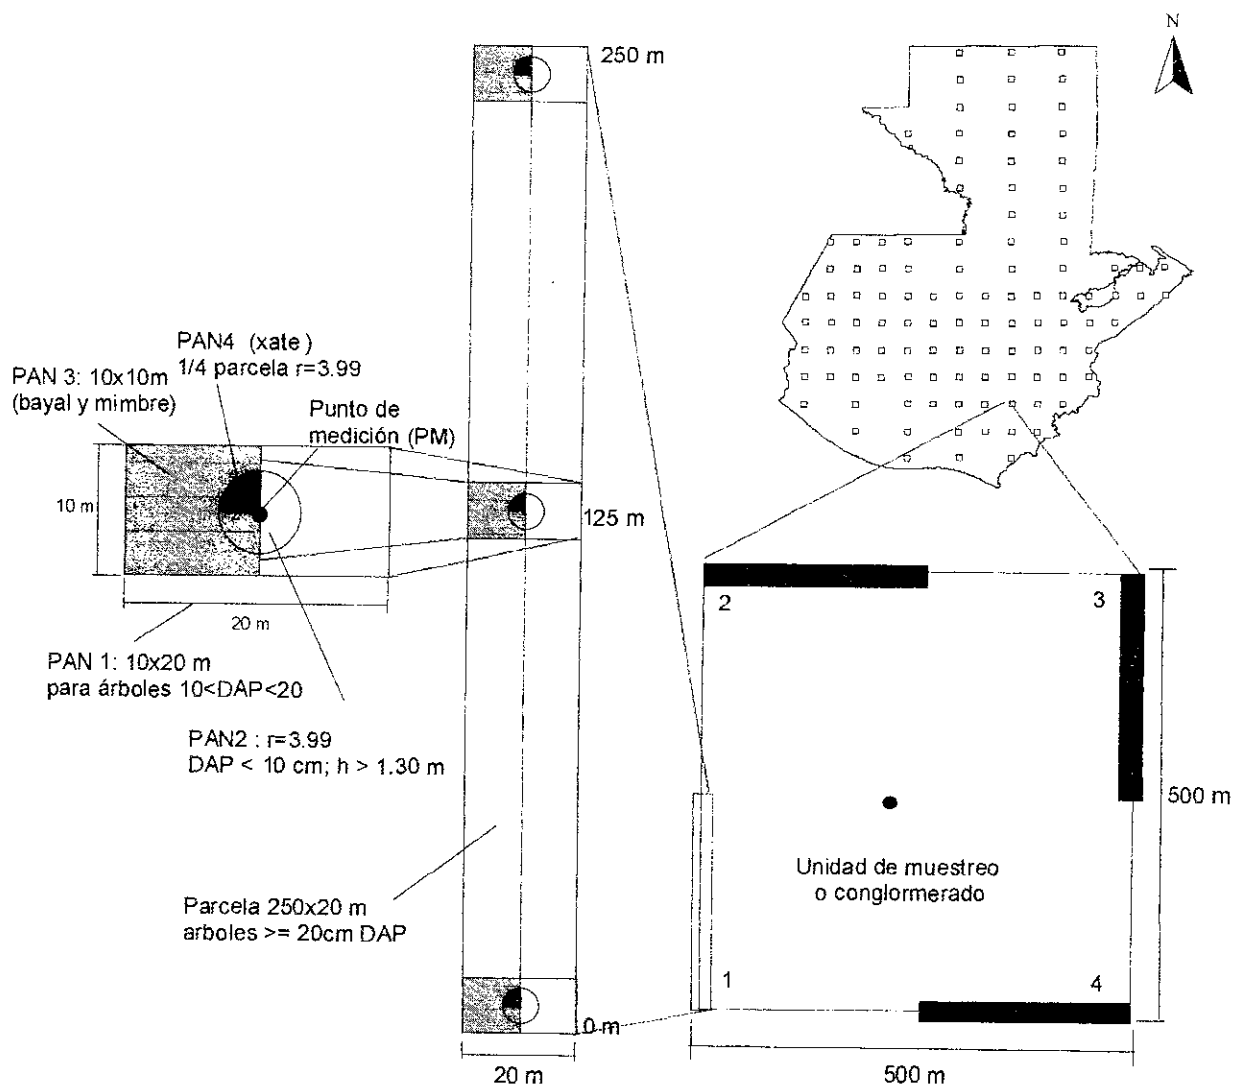 N
250 m
PAN4 (xate)
1/4 parcela r=3.99
PAN 3: 10x10m
(bayal y mimbre)
Punto de
medición (PM)
10 m
125 m
20 m
PAN 1: 10x20 m
para árboles 10<DAP<20
PAN2 : r=3.99
DAP < 10 cm; h > 1.30 m
2
3
500 m
Unidad de muestreo
o conglormerado
Parcela 250x20 m
arboles >= 20cm DAP
1
4
0 m
20 m
500 m